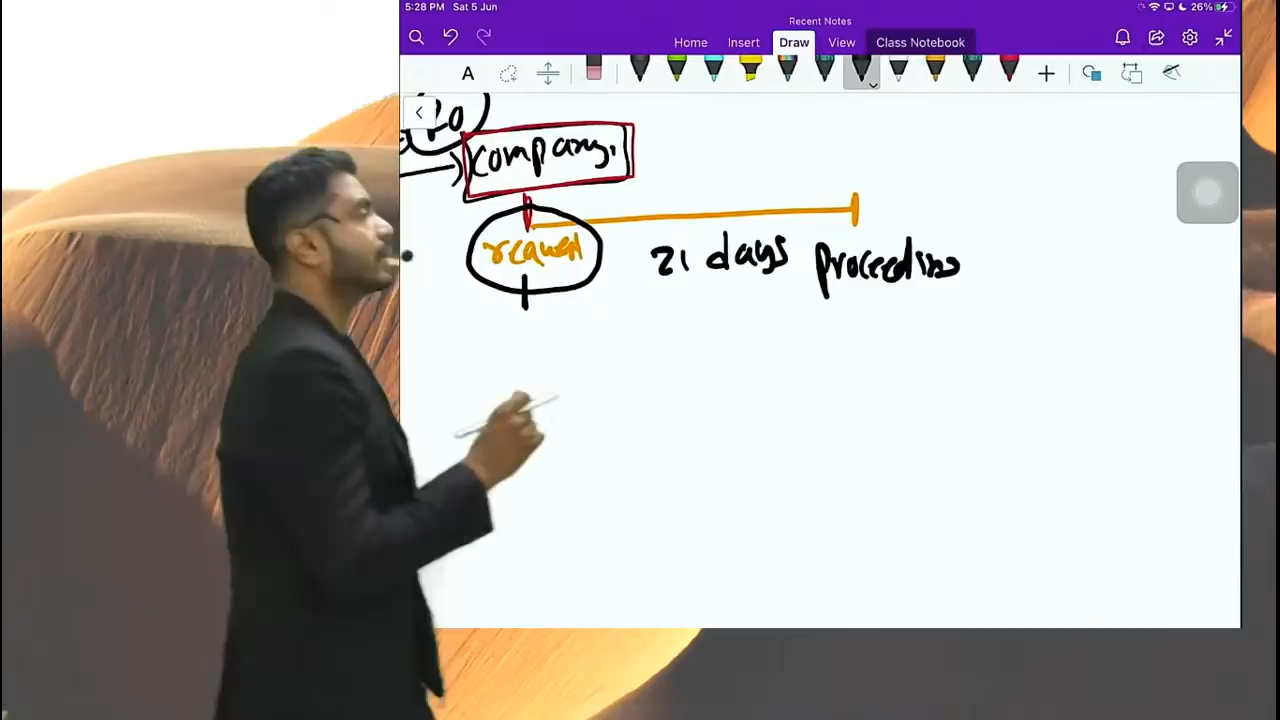 5:28 PM Sat 5 Jun
26%
Recent Notes
Home Insert Draw View Class Notebook
A
company.
request
21 days proceedings